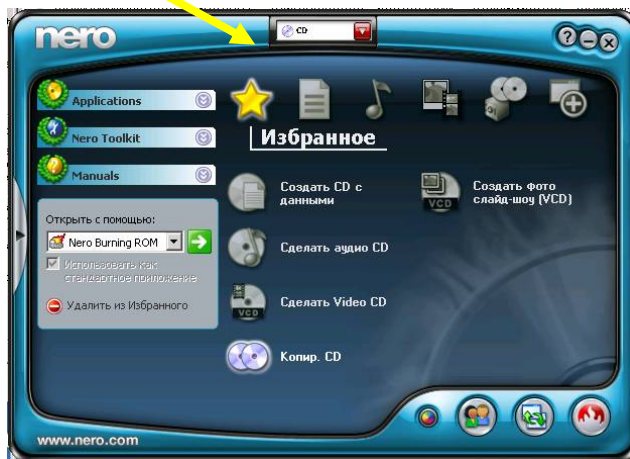 nero
CD
Applications
Nero Toolkit
Manuals
Открыть с помощью:
Nero Burning ROM
Использовать как
стандартное приложение
Удалить из Избранного
Избранное
Создать CD с
данными
Сделать аудио CD
VCD
Сделать Video CD
Копир. CD
VCD
Создать фото
слайд-шоу (VCD)
www.nero.com